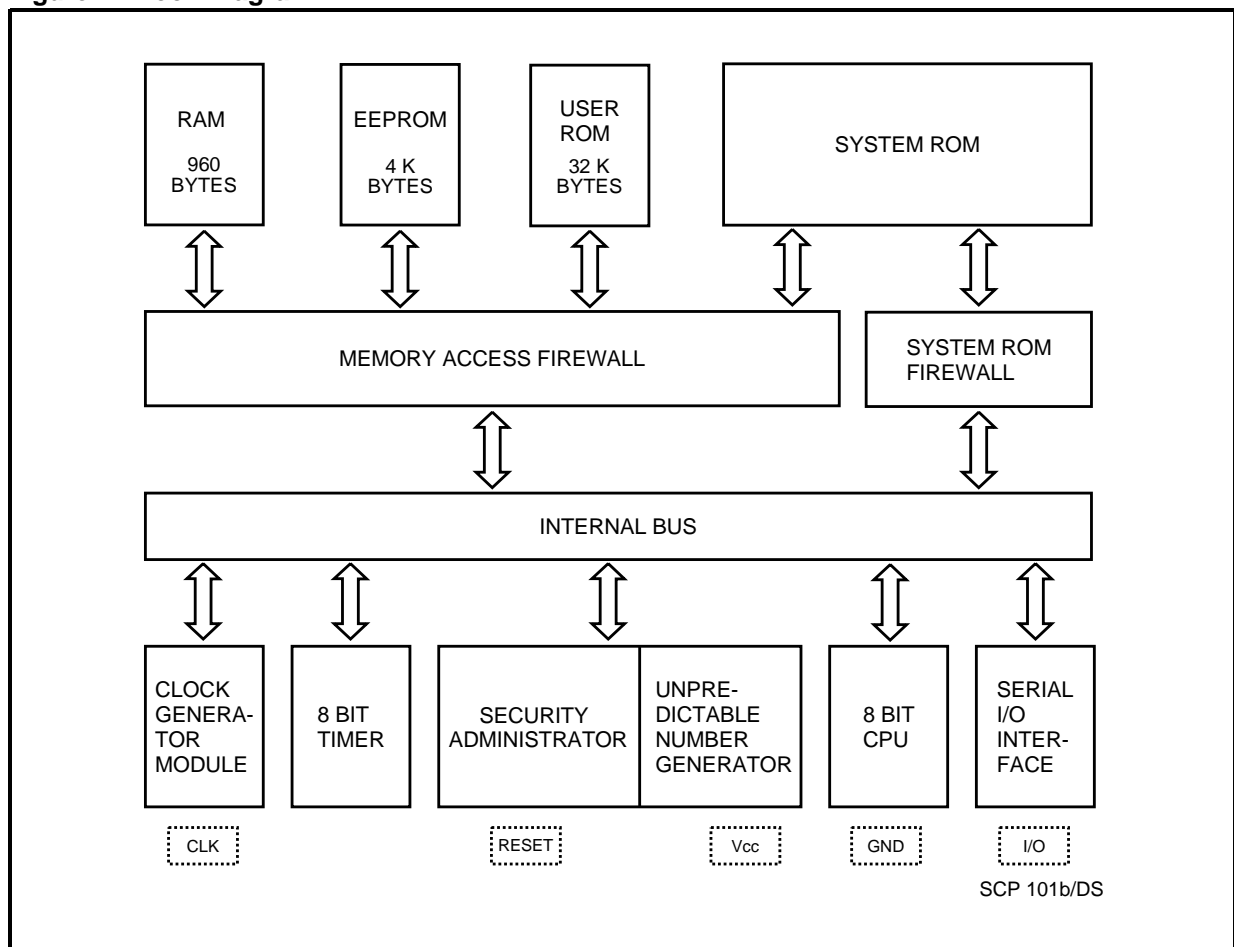 RAM
960
BYTES
EEPROM
4 K
BYTES
USER
ROM
32 K
BYTES
SYSTEM ROM
MEMORY ACCESS FIREWALL
SYSTEM ROM
FIREWALL
INTERNAL BUS
CLOCK
GENERA-
TOR
MODULE
8 BIT
TIMER
SECURITY
ADMINISTRATOR
UNPRE-
DICTABLE
NUMBER
GENERATOR
8 BIT
CPU
SERIAL
I/O
INTER-
FACE
CLK
RESET
Vcc
GND
I/O
SCP 101b/DS